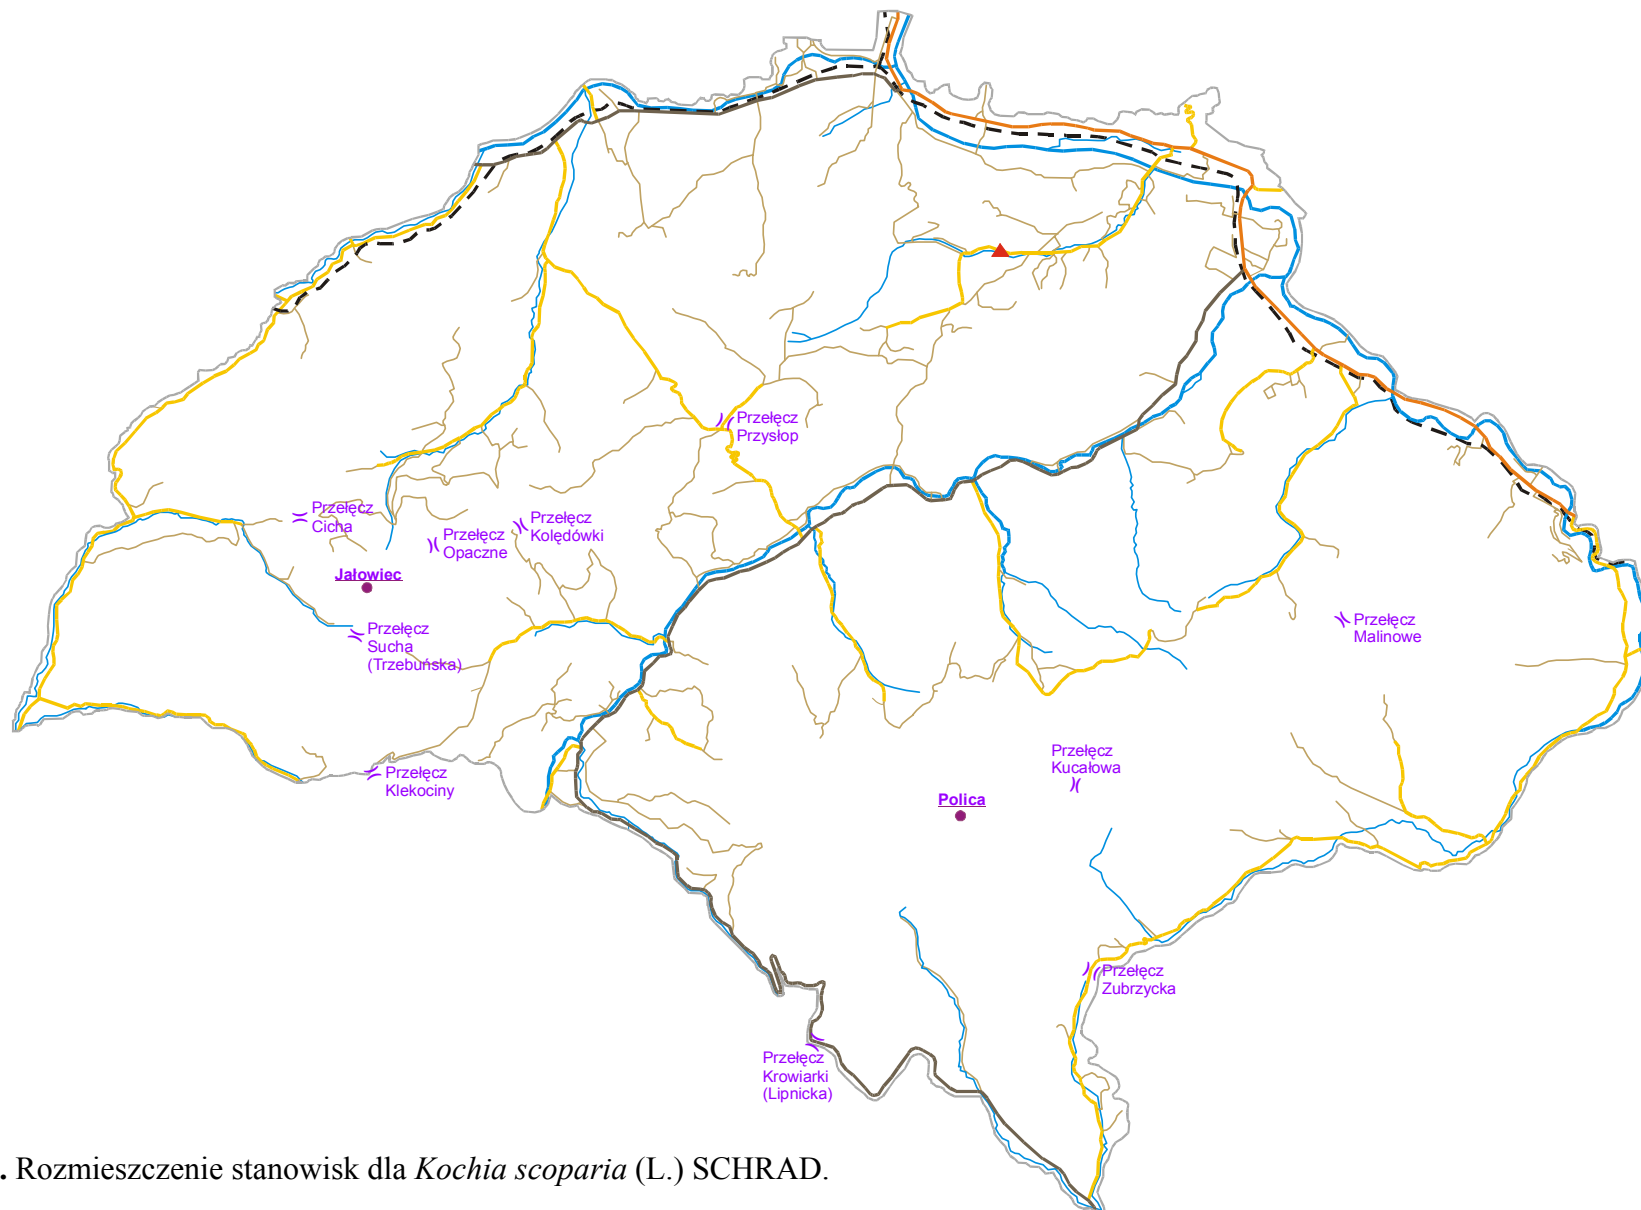 Przełęcz
Przysłop
Przełęcz
Cicha
Przełęcz
Kolędówki
Przełęcz
Opaczne
Jałowiec
Przełęcz
Sucha
(Trzebuńska)
Przełęcz
Malinowe
Przełęcz
Klekociny
Przełęcz
Kucałowa
Polica
Przełęcz
Zubrzycka
Przełęcz
Krowiarki
(Lipnicka)
. Rozmieszczenie stanowisk dla Kochia scoparia (L.) SCHRAD.